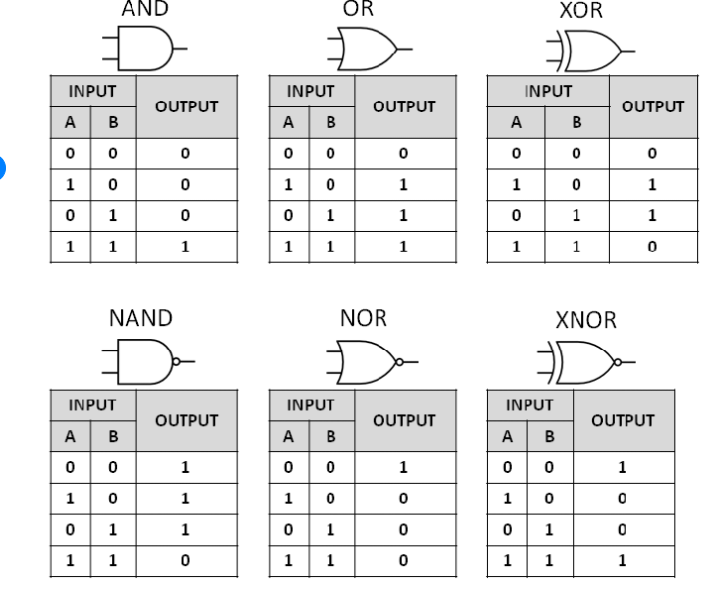 AND OR XOR
INPUT OUTPUT INPUT OUTPUT INPUT OUTPUT
A B A B A B
0 0 0 0 0 0 0 0 0
1 0 0 1 0 1 1 0 1
0 1 0 0 1 1 0 1 1
1 1 1 1 1 1 1 1 0
NAND NOR XNOR
INPUT OUTPUT INPUT OUTPUT INPUT OUTPUT
A B A B A B
0 0 1 0 0 1 0 0 1
1 0 1 1 0 0 1 0 0
0 1 1 0 1 0 0 1 0
1 1 0 1 1 0 1 1 1